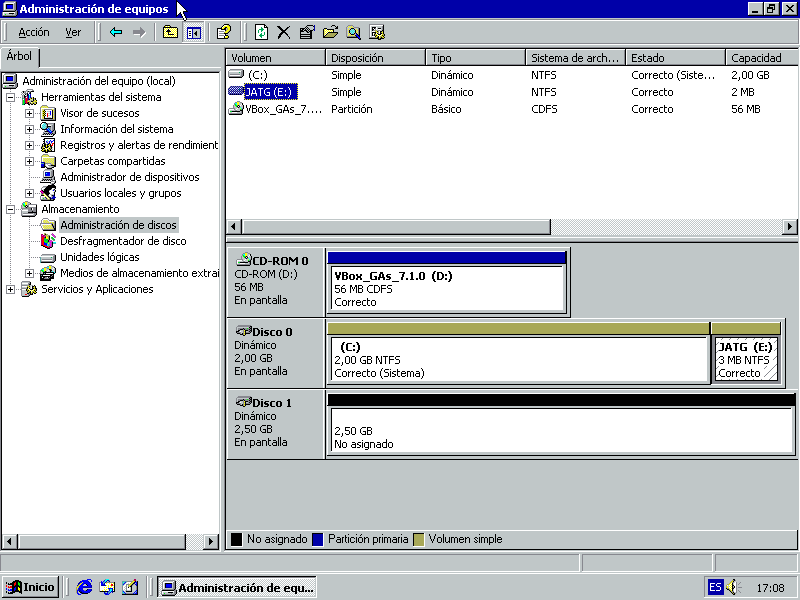 Administración de equipos
Acción Ver
Árbol
Administración del equipo (local)
Herramientas del sistema
Visor de sucesos
Información del sistema
Registros y alertas de rendimient
Carpetas compartidas
Administrador de dispositivos
Usuarios locales y grupos
Almacenamiento
Administración de discos
Desfragmentador de disco
Unidades lógicas
Medios de almacenamiento extraí
Servicios y Aplicaciones
Volumen Disposición Tipo Sistema de arch... Estado Capacidad
(C:) Simple Dinámico NTFS Correcto (Siste... 2,00 GB
JATG (E:) Simple Dinámico NTFS Correcto 2 MB
VBox_GAs_7.... Partición Básico CDFS Correcto 56 MB
CD-ROM 0
CD-ROM (D:)
56 MB
En pantalla
VBox_GAs_7.1.0 (D:)
56 MB CDFS
Correcto
Disco 0
Dinámico
2,00 GB
En pantalla
(C:)
2,00 GB NTFS
Correcto (Sistema)
JATG (E:)
3 MB NTFS
Correcto
Disco 1
Dinámico
2,50 GB
En pantalla
2,50 GB
No asignado
No asignado Partición primaria Volumen simple
Inicio Administración de equ... ES 17:08